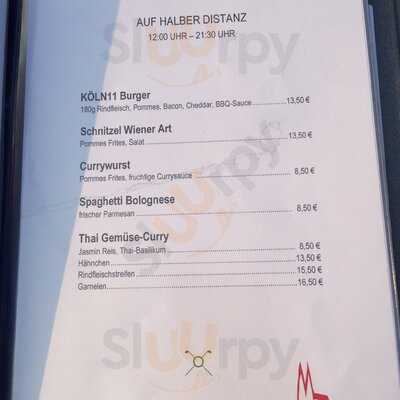 AUF HALBER DISTANZ
12:00 UHR – 21:30 UHR
KÖLN11 Burger
180g Rindfleisch, Pommes, Bacon, Cheddar, BBQ-Sauce ............... 13,50 €
Schnitzel Wiener Art
Pommes Frites, Salat ............... 13,50 €
Currywurst
Pommes Frites, fruchtige Currysauce ............... 8,50 €
Spaghetti Bolognese
frischer Parmesan ............... 8,50 €
Thai Gemüse-Curry
Jasmin Reis, Thai-Basilikum ............... 8,50 €
Hähnchen ............... 13,50 €
Rindfleischstreifen ............... 15,50 €
Garnelen ............... 16,50 €
Sluurpy
Sluurpy
Sluurpy